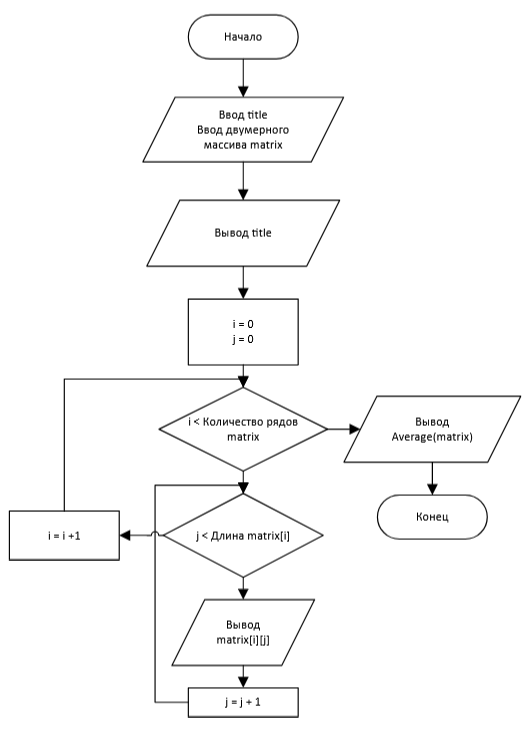 Начало
Ввод title
Ввод двумерного
массива matrix
Вывод title
i = 0
j = 0
i < Количество рядов
matrix
Вывод
Average(matrix)
Конец
i = i +1
j < Длина matrix[i]
Вывод
matrix[i][j]
j = j + 1